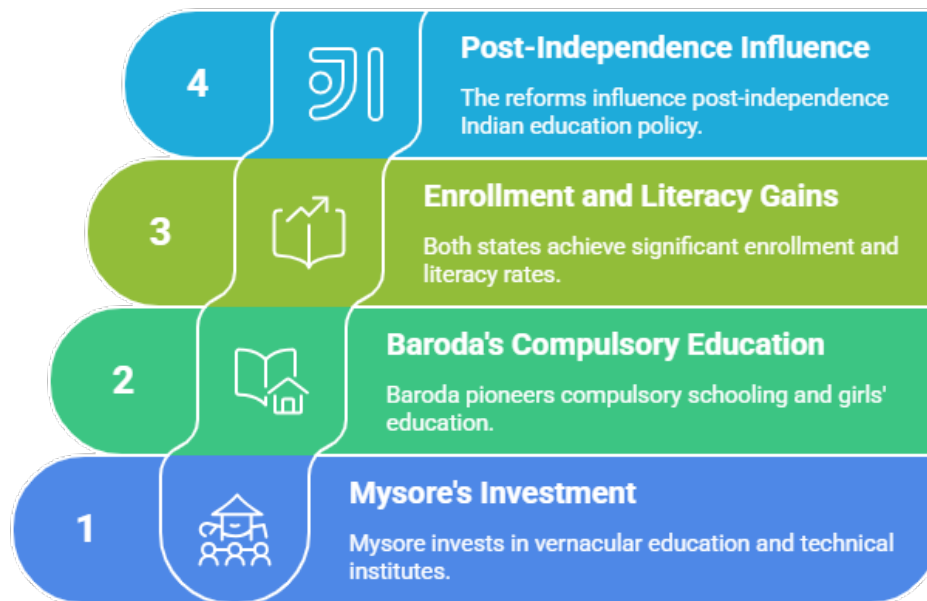 4
Post-Independence Influence
The reforms influence post-independence
Indian education policy.
3
Enrollment and Literacy Gains
Both states achieve significant enrollment and
literacy rates.
2
Baroda's Compulsory Education
Baroda pioneers compulsory schooling and girls'
education.
1
Mysore's Investment
Mysore invests in vernacular education and technical
institutes.